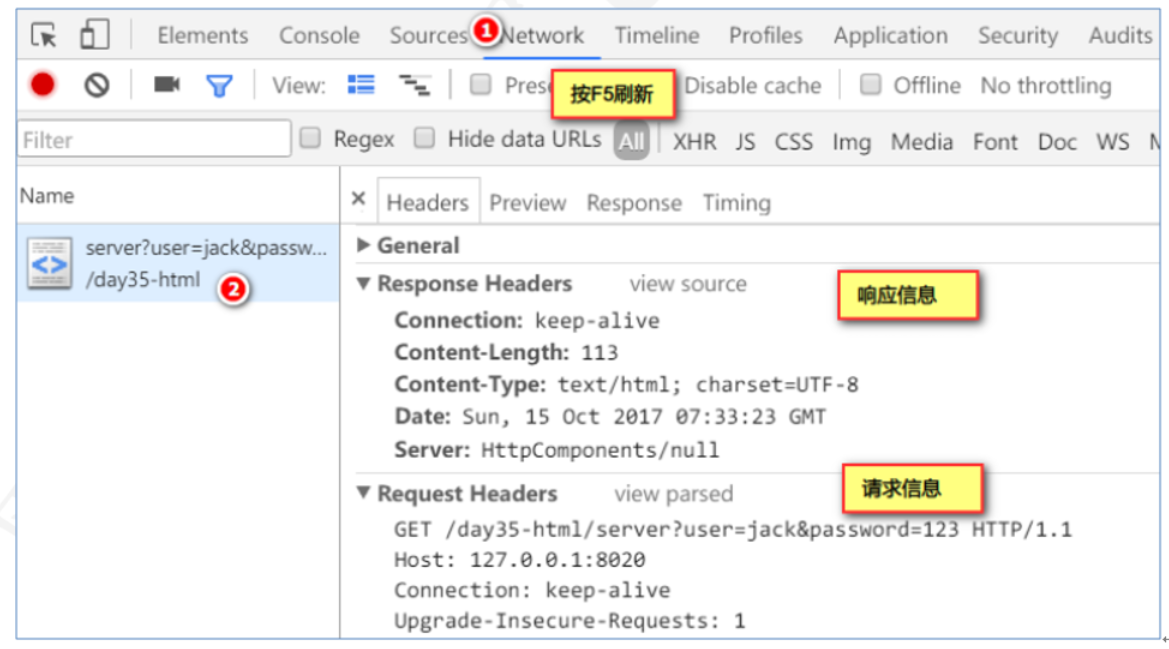 Elements Console Sources 1 Network Timeline Profiles Application Security Audits
View: Prese Disable cache Offline No throttling
按F5刷新
Filter Regex Hide data URLs All XHR JS CSS Img Media Font Doc WS M
Name
× Headers Preview Response Timing
server?user=jack&passw...
/day35-html 2
▶ General
▼ Response Headers view source
响应信息
Connection: keep-alive
Content-Length: 113
Content-Type: text/html; charset=UTF-8
Date: Sun, 15 Oct 2017 07:33:23 GMT
Server: HttpComponents/null
▼ Request Headers view parsed
请求信息
GET /day35-html/server?user=jack&password=123 HTTP/1.1
Host: 127.0.0.1:8020
Connection: keep-alive
Upgrade-Insecure-Requests: 1